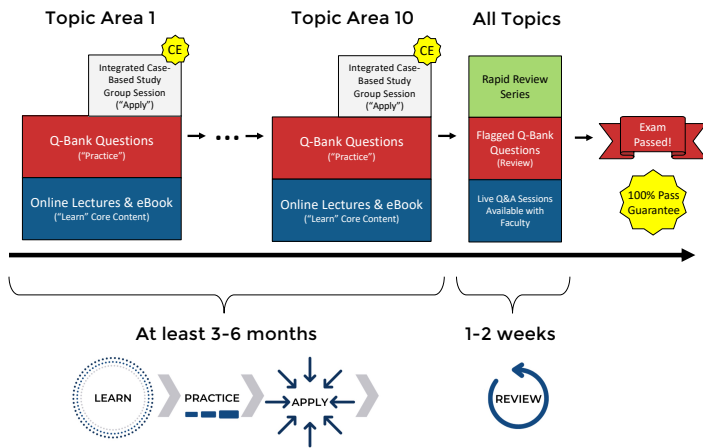 Topic Area 1
Topic Area 10
All Topics
CE
Integrated Case-
Based Study
Group Session
("Apply")
Q-Bank Questions
("Practice")
Online Lectures & eBook
("Learn" Core Content)
CE
Integrated Case-
Based Study
Group Session
("Apply")
Q-Bank Questions
("Practice")
Online Lectures & eBook
("Learn" Core Content)
Rapid Review
Series
Flagged Q-Bank
Questions
(Review)
Live Q&A Sessions
Available with
Faculty
Exam
Passed!
100% Pass
Guarantee
At least 3-6 months
1-2 weeks
LEARN
PRACTICE
APPLY
REVIEW